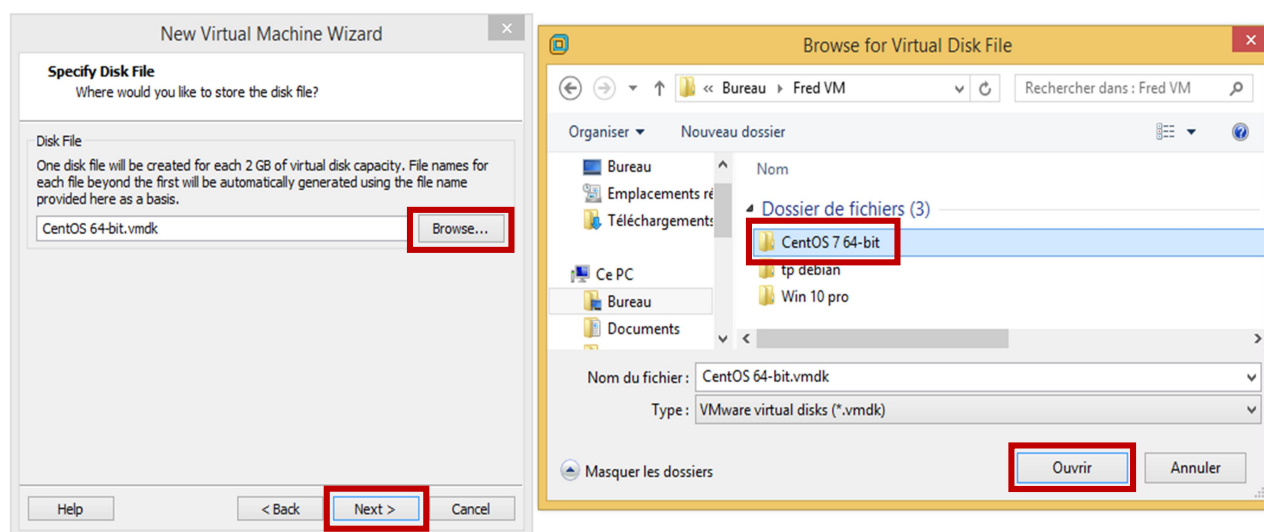 New Virtual Machine Wizard
Specify Disk File
Where would you like to store the disk file?
Disk File
One disk file will be created for each 2 GB of virtual disk capacity. File names for
each file beyond the first will be automatically generated using the file name
provided here as a basis.
CentOS 64-bit.vmdk
Browse...
Help
< Back
Next >
Cancel
Browse for Virtual Disk File
« Bureau Fred VM
Rechercher dans : Fred VM
Organiser
Nouveau dossier
Bureau
Emplacements ré
Téléchargements
Ce PC
Bureau
Documents
Nom
Dossier de fichiers (3)
CentOS 7 64-bit
tp debian
Win 10 pro
Nom du fichier :
CentOS 64-bit.vmdk
Type :
VMware virtual disks (*.vmdk)
Masquer les dossiers
Ouvrir
Annuler